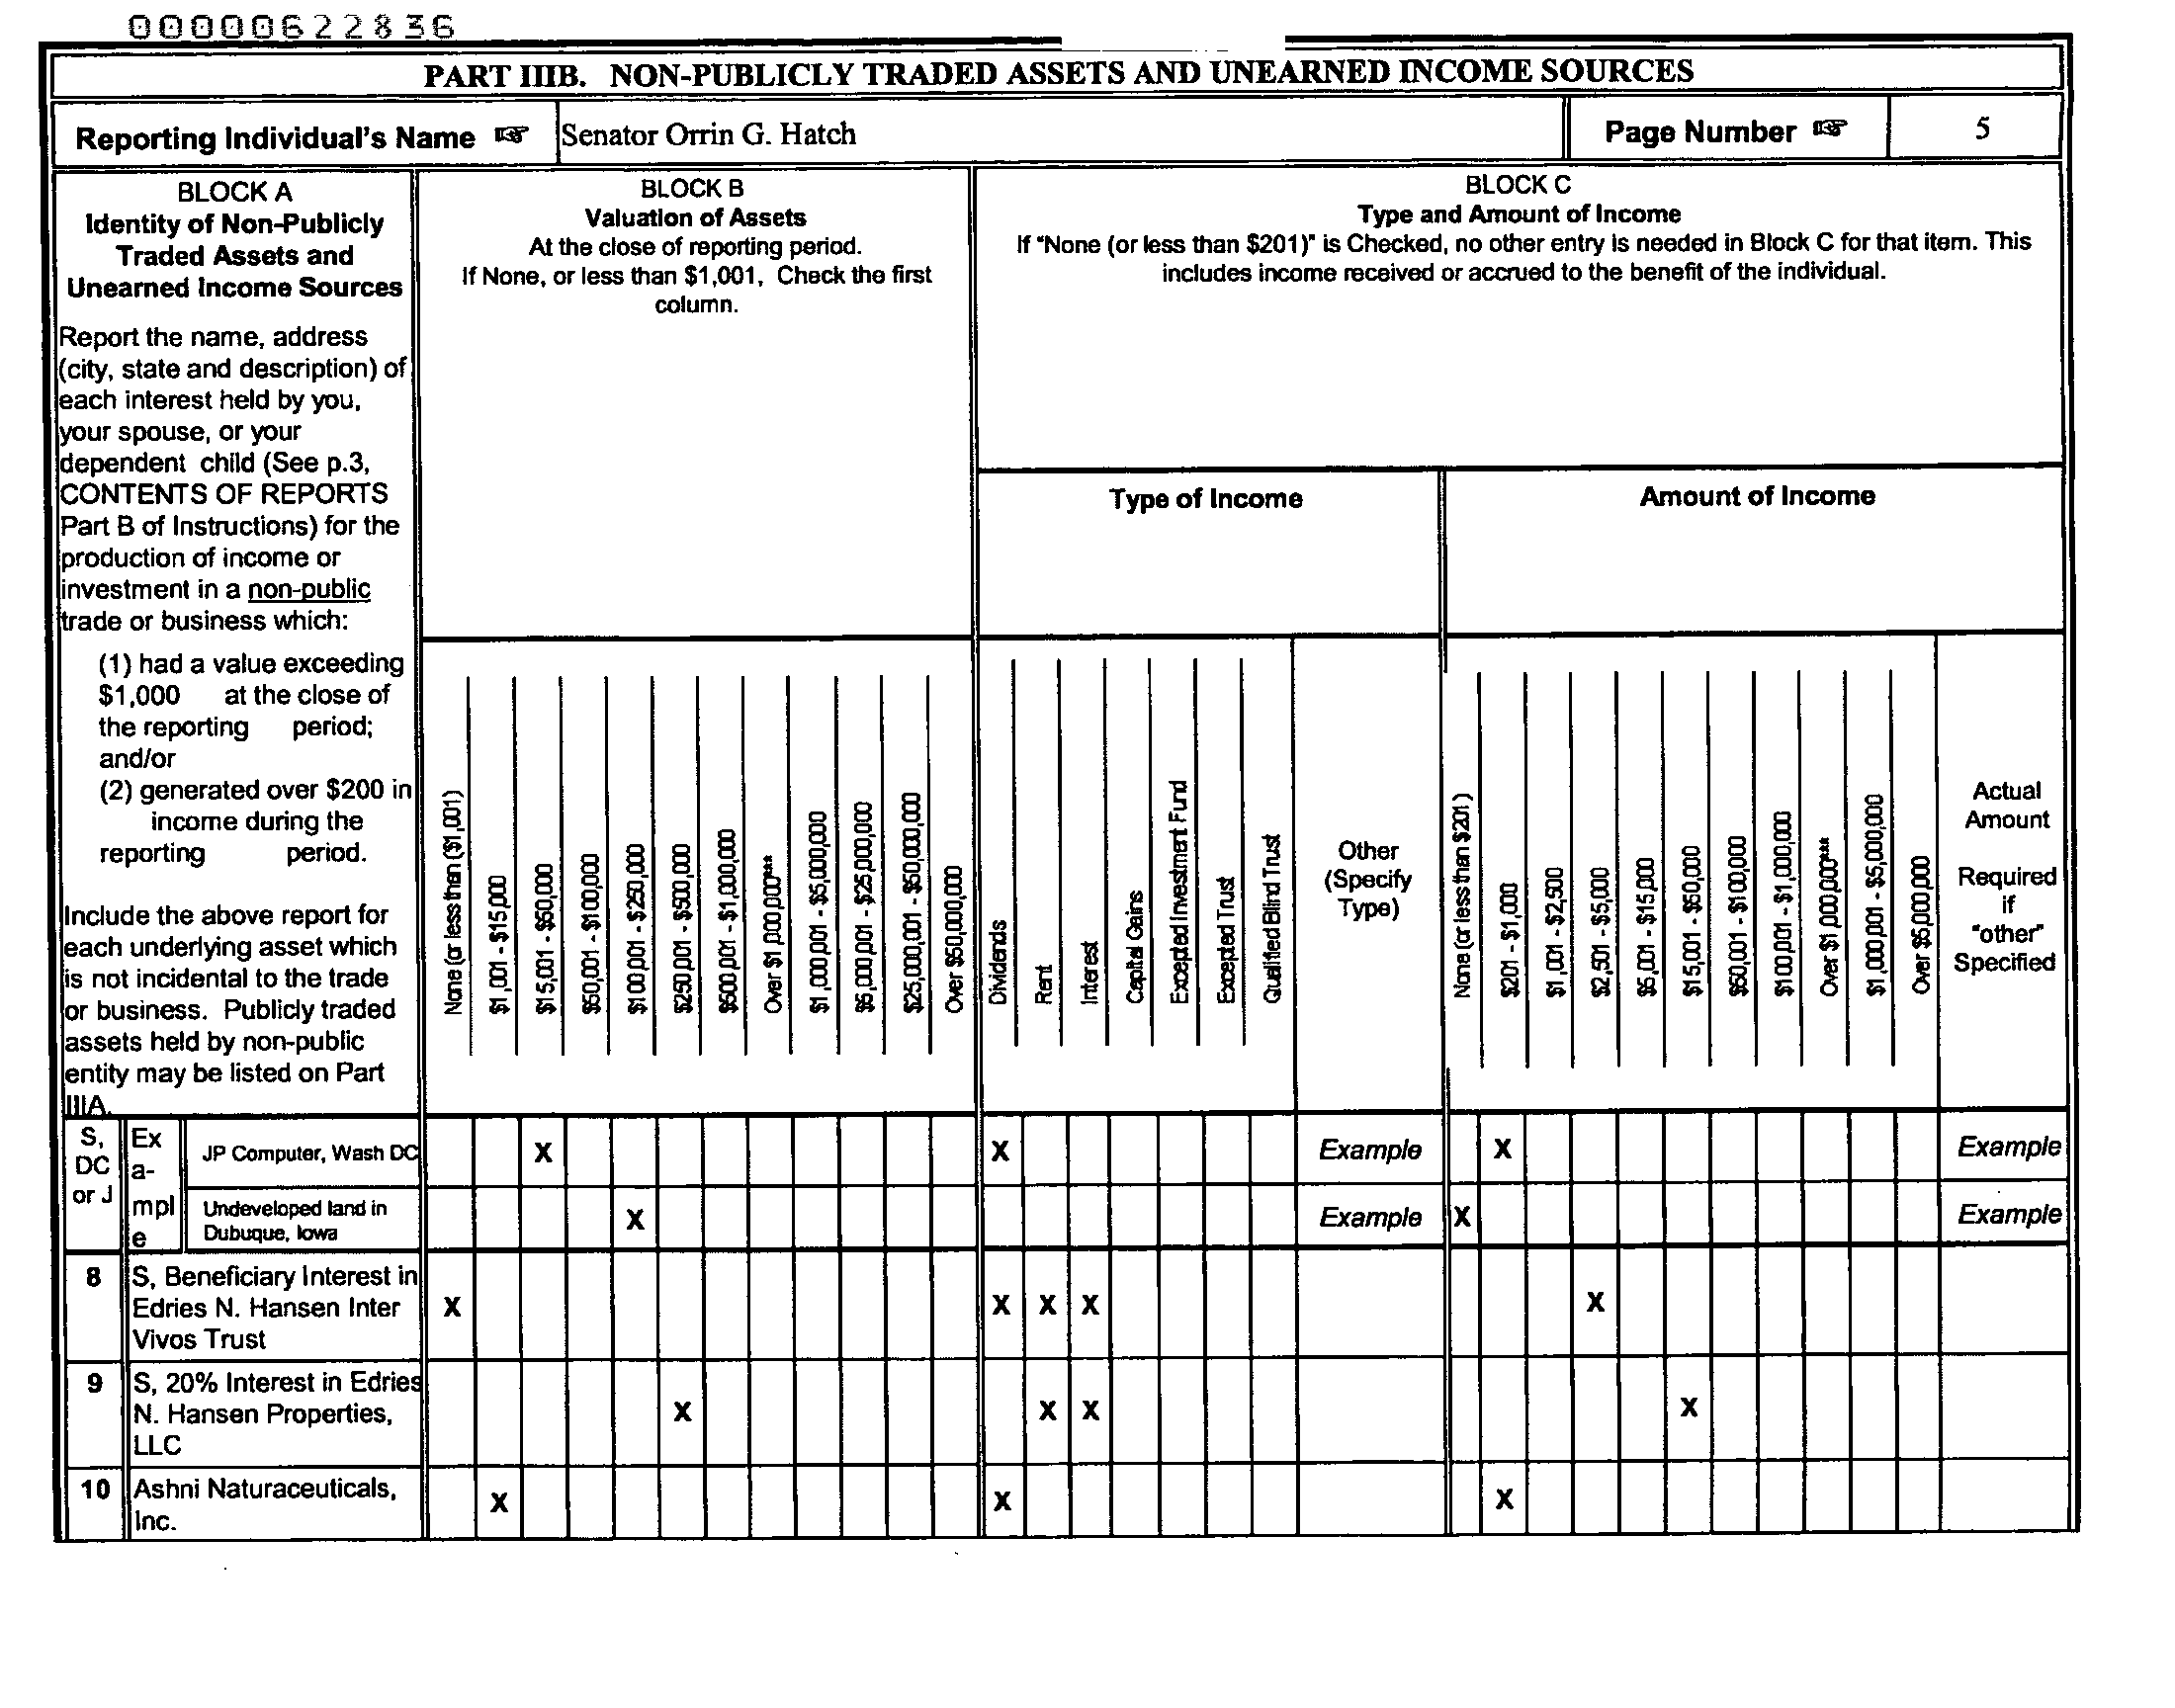 00000622836
PART IIIB. NON-PUBLICLY TRADED ASSETS AND UNEARNED INCOME SOURCES
Reporting Individual's Name ☞ Senator Orrin G. Hatch Page Number ☞ 5
BLOCK A
Identity of Non-Publicly
Traded Assets and
Unearned Income Sources
Report the name, address
(city, state and description) of
each interest held by you,
your spouse, or your
dependent child (See p.3,
CONTENTS OF REPORTS
Part B of Instructions) for the
production of income or
investment in a non-public
trade or business which:
(1) had a value exceeding
$1,000 at the close of
the reporting period;
and/or
(2) generated over $200 in
income during the
reporting period.
Include the above report for
each underlying asset which
is not incidental to the trade
or business. Publicly traded
assets held by non-public
entity may be listed on Part
IIIA.
BLOCK B
Valuation of Assets
At the close of reporting period.
If None, or less than $1,001, Check the first
column.
None (or less than ($1,001)
$1,001 - $15,000
$15,001 - $50,000
$50,001 - $100,000
$100,001 - $250,000
$250,001 - $500,000
$500,001 - $1,000,000
Over $1,000,000***
$1,000,001 - $5,000,000
$5,000,001 - $25,000,000
$25,000,001 - $50,000,000
Over $50,000,000
BLOCK C
Type and Amount of Income
If "None (or less than $201)" is Checked, no other entry is needed in Block C for that item. This
includes income received or accrued to the benefit of the individual.
Type of Income
Dividends
Rent
Interest
Capital Gains
Excepted Investment Fund
Excepted Trust
Qualified Blind Trust
Other
(Specify
Type)
Amount of Income
None (or less than $201)
$201 - $1,000
$1,001 - $2,500
$2,501 - $5,000
$5,001 - $15,000
$15,001 - $50,000
$50,001 - $100,000
$100,001 - $1,000,000
Over $1,000,000***
$1,000,001 - $5,000,000
Over $5,000,000
Actual
Amount
Required
if
"other"
Specified
S,
DC
or J
Ex
a-
mpl
e
JP Computer, Wash DC X X Example X Example
Undeveloped land in
Dubuque, Iowa
X Example X Example
8 S, Beneficiary Interest in
Edries N. Hansen Inter
Vivos Trust
X X X X X
9 S, 20% Interest in Edries
N. Hansen Properties,
LLC
X X X X
10 Ashni Naturaceuticals,
Inc.
X X X